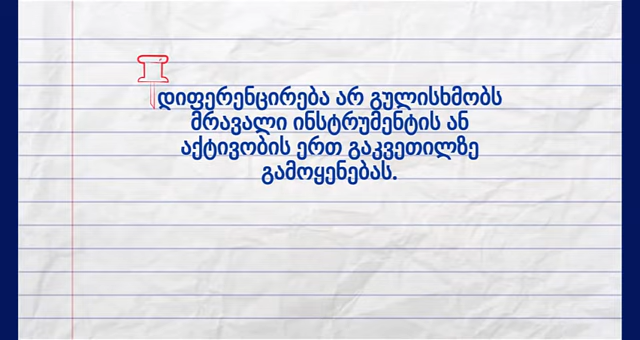 დიფერენცირება არ გულისხმობს
მრავალი ინსტრუმენტის ან
აქტივობის ერთ გაკვეთილზე
გამოყენებას.